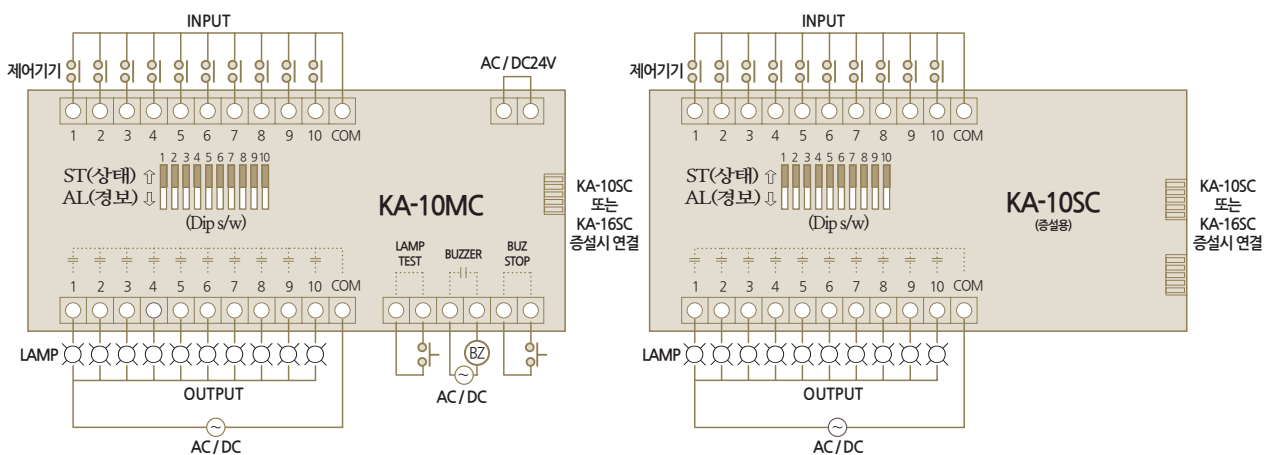 INPUT
제어기기
AC / DC24V
1 2 3 4 5 6 7 8 9 10 COM
1 2 3 4 5 6 7 8 9 10
ST(상태) ⇧
AL(경보) ⇩
(Dip s/w)
KA-10MC
KA-10SC
또는
KA-16SC
증설시 연결
LAMP
TEST
BUZZER
BUZ
STOP
1 2 3 4 5 6 7 8 9 10 COM
LAMP
BZ
OUTPUT
AC / DC
AC / DC
INPUT
제어기기
1 2 3 4 5 6 7 8 9 10 COM
1 2 3 4 5 6 7 8 9 10
ST(상태) ⇧
AL(경보) ⇩
(Dip s/w)
KA-10SC
(증설용)
KA-10SC
또는
KA-16SC
증설시 연결
1 2 3 4 5 6 7 8 9 10 COM
LAMP
OUTPUT
AC / DC